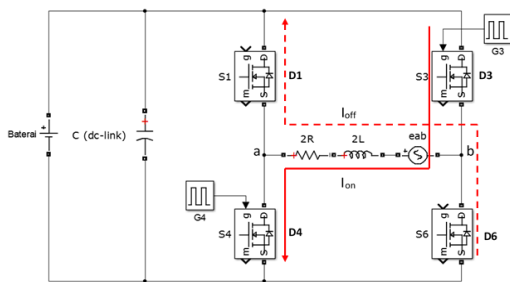 G3
g D
S1 D1
m S
g D
S3 D3
m S
Ioff
Baterai + C (dc-link)
2R 2L eab
a + b
Ion
G4
g D
S4 D4
m S
g D
S6 D6
m S